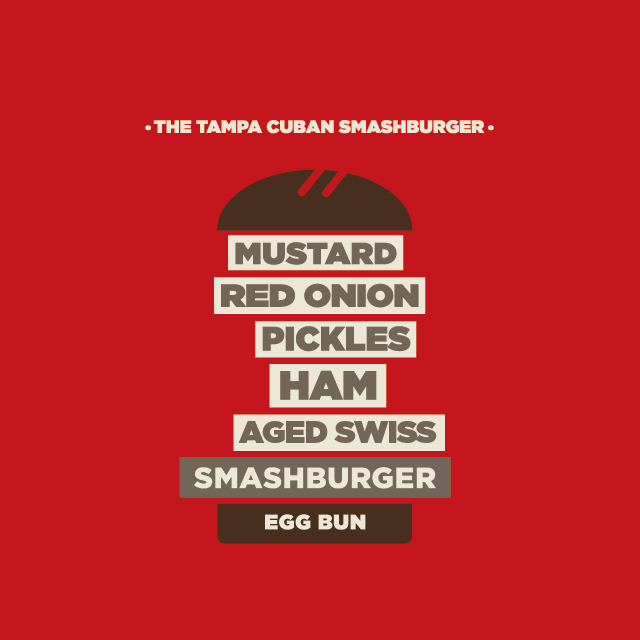 • THE TAMPA CUBAN SMASHBURGER •
MUSTARD
RED ONION
PICKLES
HAM
AGED SWISS
SMASHBURGER
EGG BUN